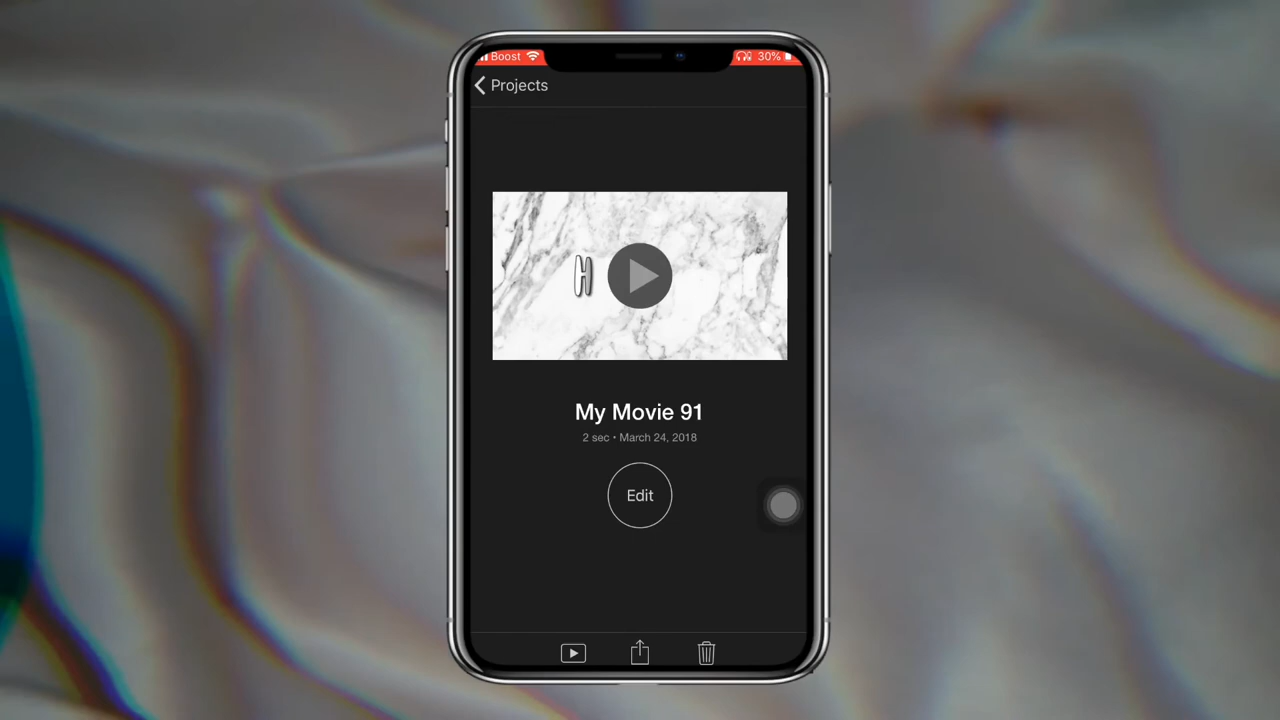 Boost 30%
Projects
H
My Movie 91
2 sec • March 24, 2018
Edit